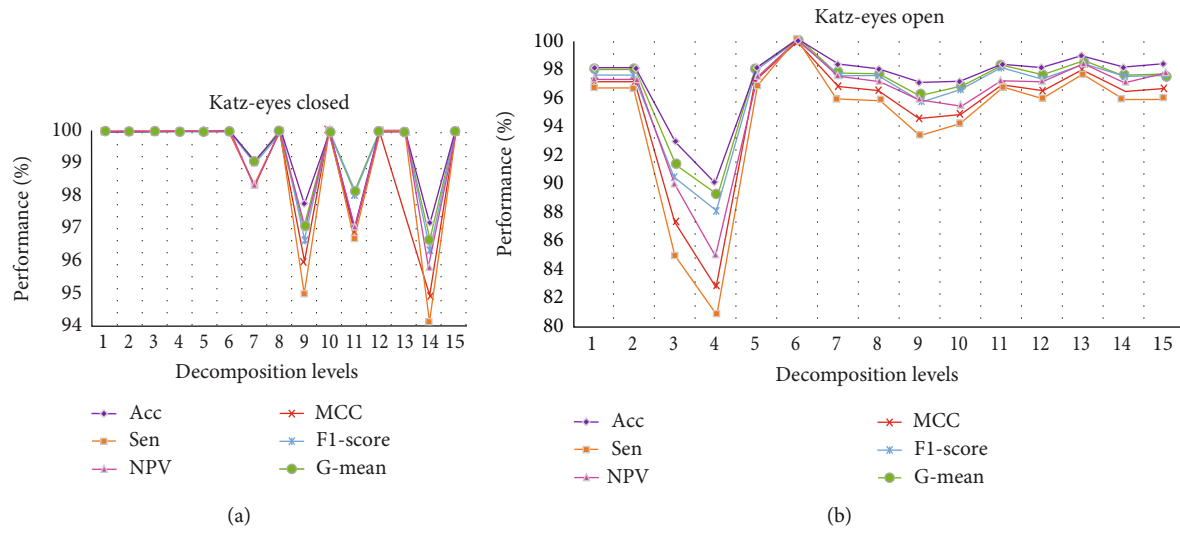 Katz-eyes closed
Performance (%)
100
99
98
97
96
95
94
1 2 3 4 5 6 7 8 9 10 11 12 13 14 15
Decomposition levels
Acc MCC
Sen F1-score
NPV G-mean
(a)
Katz-eyes open
Performance (%)
100
98
96
94
92
90
88
86
84
82
80
1 2 3 4 5 6 7 8 9 10 11 12 13 14 15
Decomposition levels
Acc MCC
Sen F1-score
NPV G-mean
(b)